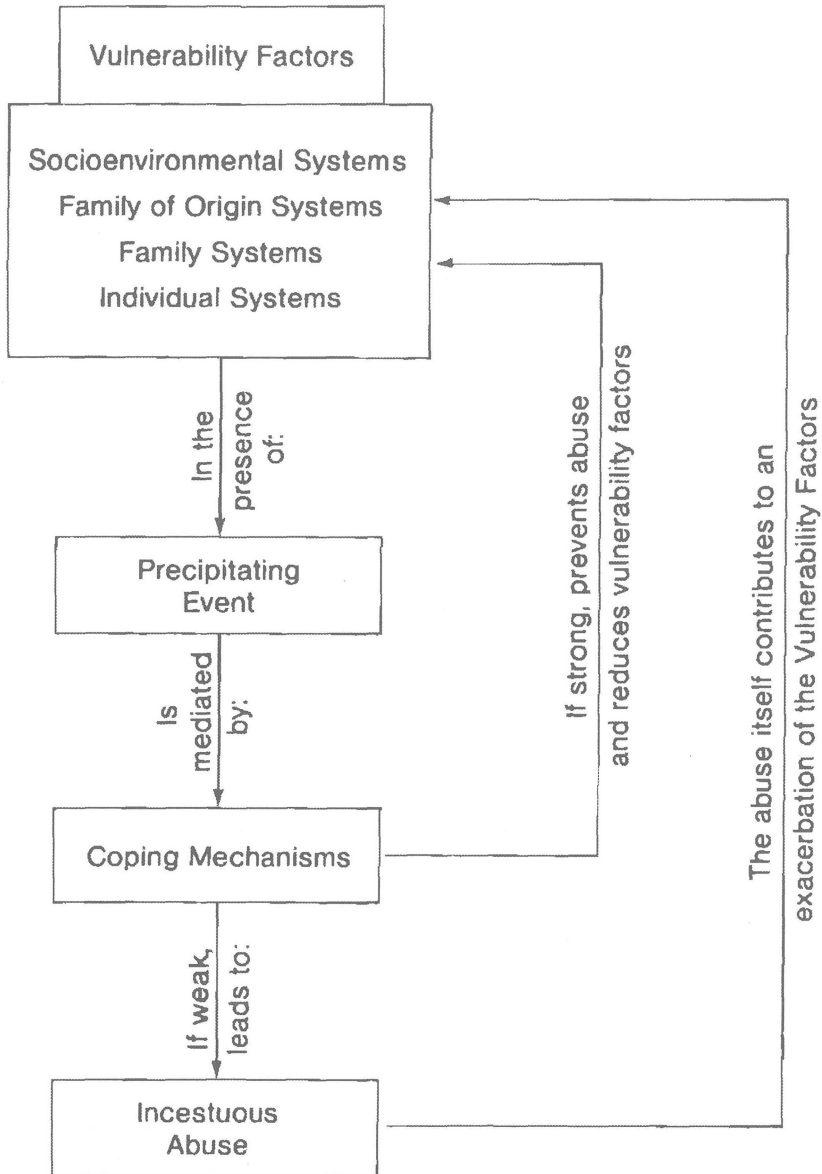 Vulnerability Factors
Socioenvironmental Systems
Family of Origin Systems
Family Systems
Individual Systems
In the
presence
of:
Precipitating
Event
Is
mediated
by:
Coping Mechanisms
If strong, prevents abuse
and reduces vulnerability factors
If weak,
leads to:
Incestuous
Abuse
The abuse itself contributes to an
exacerbation of the Vulnerability Factors